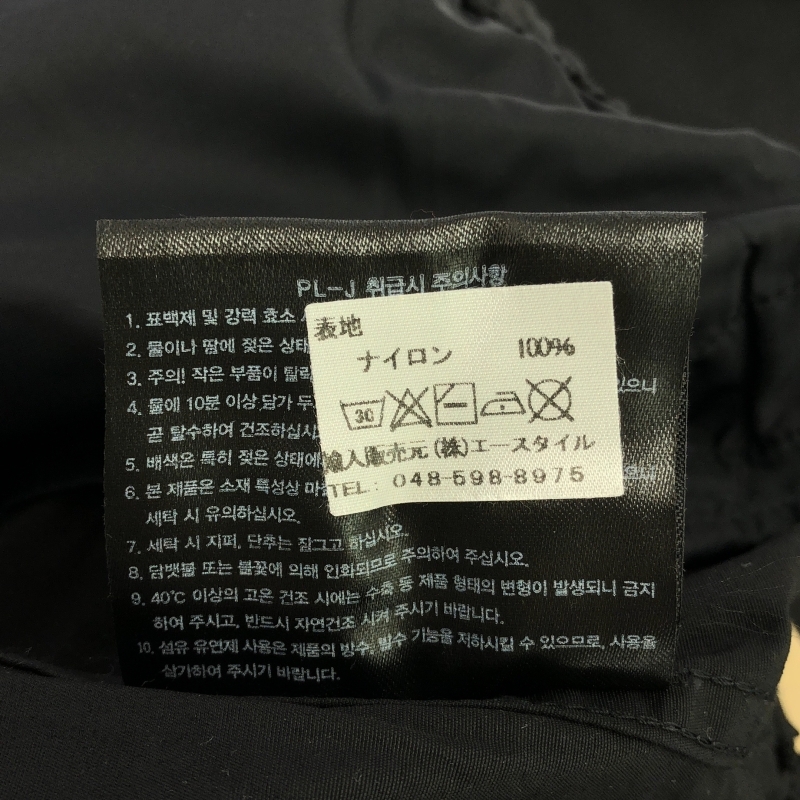 PL-J 취급시 주의사항
1. 표백제 및 강력 효소
2. 물이나 땀에 젖은 상태
3. 주의! 작은 부품이 탈락
4. 물에 10분 이상 담가 두 있으니
곧 탈수하여 건조하십시
5. 배색은 특히 젖은 상태에
6. 본 제품은 소재 특성상 마
세탁 시 유의하십시오.
7. 세탁 시 지퍼, 단추는 잠그고 하십시오.
8. 담뱃불 또는 불꽃에 의해 인화되므로 주의하여 주십시오.
9. 40℃ 이상의 고온 건조 시에는 수축 등 제품 형태의 변형이 발생되니 금지
하여 주시고, 반드시 자연건조 시켜 주시기 바랍니다.
10. 섬유 유연제 사용은 제품의 방수, 발수 기능을 저하시킬 수 있으므로, 사용을
삼가하여 주시기 바랍니다.
表地
ナイロン 100%
30
輸入販売元(株)エースタイル
TEL: 048-598-8975